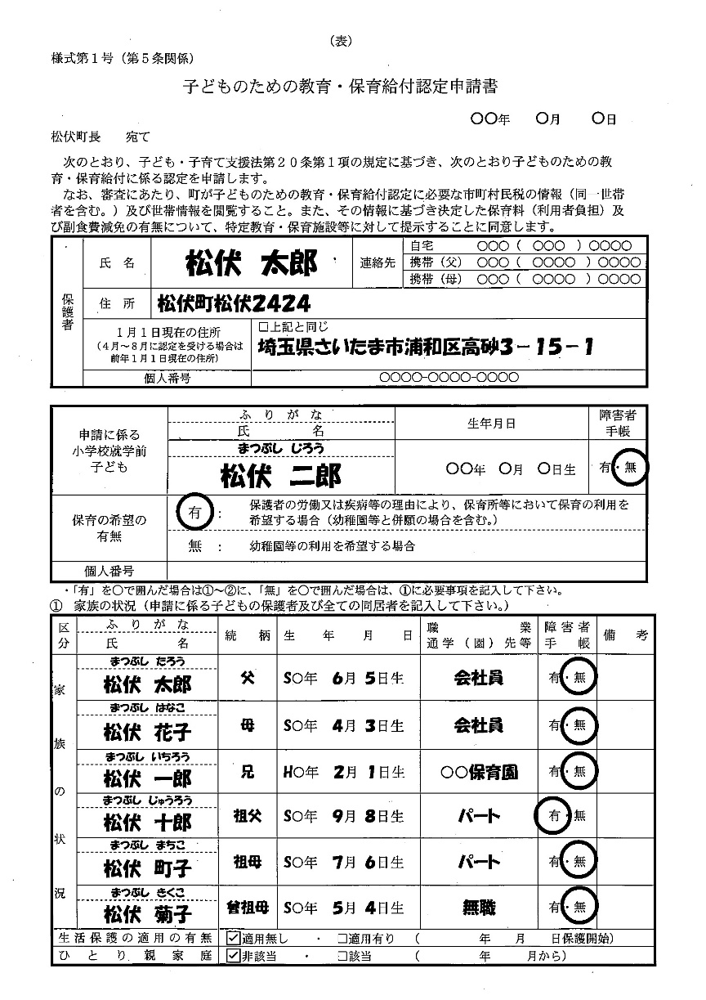 （表）
様式第１号（第５条関係）
子どものための教育・保育給付認定申請書
〇〇年　〇月　〇日
松伏町長　宛て
次のとおり、子ども・子育て支援法第２０条第１項の規定に基づき、次のとおり子どものための教
育・保育給付に係る認定を申請します。
なお、審査にあたり、町が子どものための教育・保育給付認定に必要な市町村民税の情報（同一世帯
者を含む。）及び世帯情報を閲覧すること。また、その情報に基づき決定した保育料（利用者負担）及
び副食費減免の有無について、特定教育・保育施設等に対して提示することに同意します。
保護者
氏　名　松伏　太郎　連絡先
自宅　〇〇〇（　〇〇〇　）〇〇〇〇
携帯（父）　〇〇〇（　〇〇〇〇　）〇〇〇〇
携帯（母）　〇〇〇（　〇〇〇〇　）〇〇〇〇
住　所　松伏町松伏2424
１月１日現在の住所
（４月～８月に認定を受ける場合は
前年１月１日現在の住所）
□上記と同じ
埼玉県さいたま市浦和区高砂3－15－1
個人番号　〇〇〇〇-〇〇〇〇-〇〇〇〇
申請に係る
小学校就学前
子ども
ふりがな
氏　名
生年月日
障害者
手帳
まつぶし じろう
松伏　二郎　〇〇年　〇月　〇日生　有・無
保育の希望の
有無
有　：　保護者の労働又は疾病等の理由により、保育所等において保育の利用を
希望する場合（幼稚園等と併願の場合を含む。）
無　：　幼稚園等の利用を希望する場合
個人番号
・「有」を〇で囲んだ場合は①～②に、「無」を〇で囲んだ場合は、①に必要事項を記入して下さい。
①　家族の状況（申請に係る子どもの保護者及び全ての同居者を記入して下さい。）
区分　ふりがな　氏　名　続　柄　生　年　月　日　職　業　通学（園）先等　障害者手　帳　備　考
家族の状況
まつぶし たろう
松伏　太郎　父　S〇年　6月　5日生　会社員　有・無
まつぶし はなこ
松伏　花子　母　S〇年　4月　3日生　会社員　有・無
まつぶし いちろう
松伏　一郎　兄　H〇年　2月　1日生　〇〇保育園　有・無
まつぶし じゅうろう
松伏　十郎　祖父　S〇年　9月　8日生　パート　有・無
まつぶし まちこ
松伏　町子　祖母　S〇年　7月　6日生　パート　有・無
まつぶし きくこ
松伏　菊子　曾祖母　S〇年　5月　4日生　無職　有・無
生活保護の適用の有無　☑適用無し　・　□適用有り（　年　月　日保護開始）
ひとり親家庭　☑非該当　・　□該当　（　年　月から）